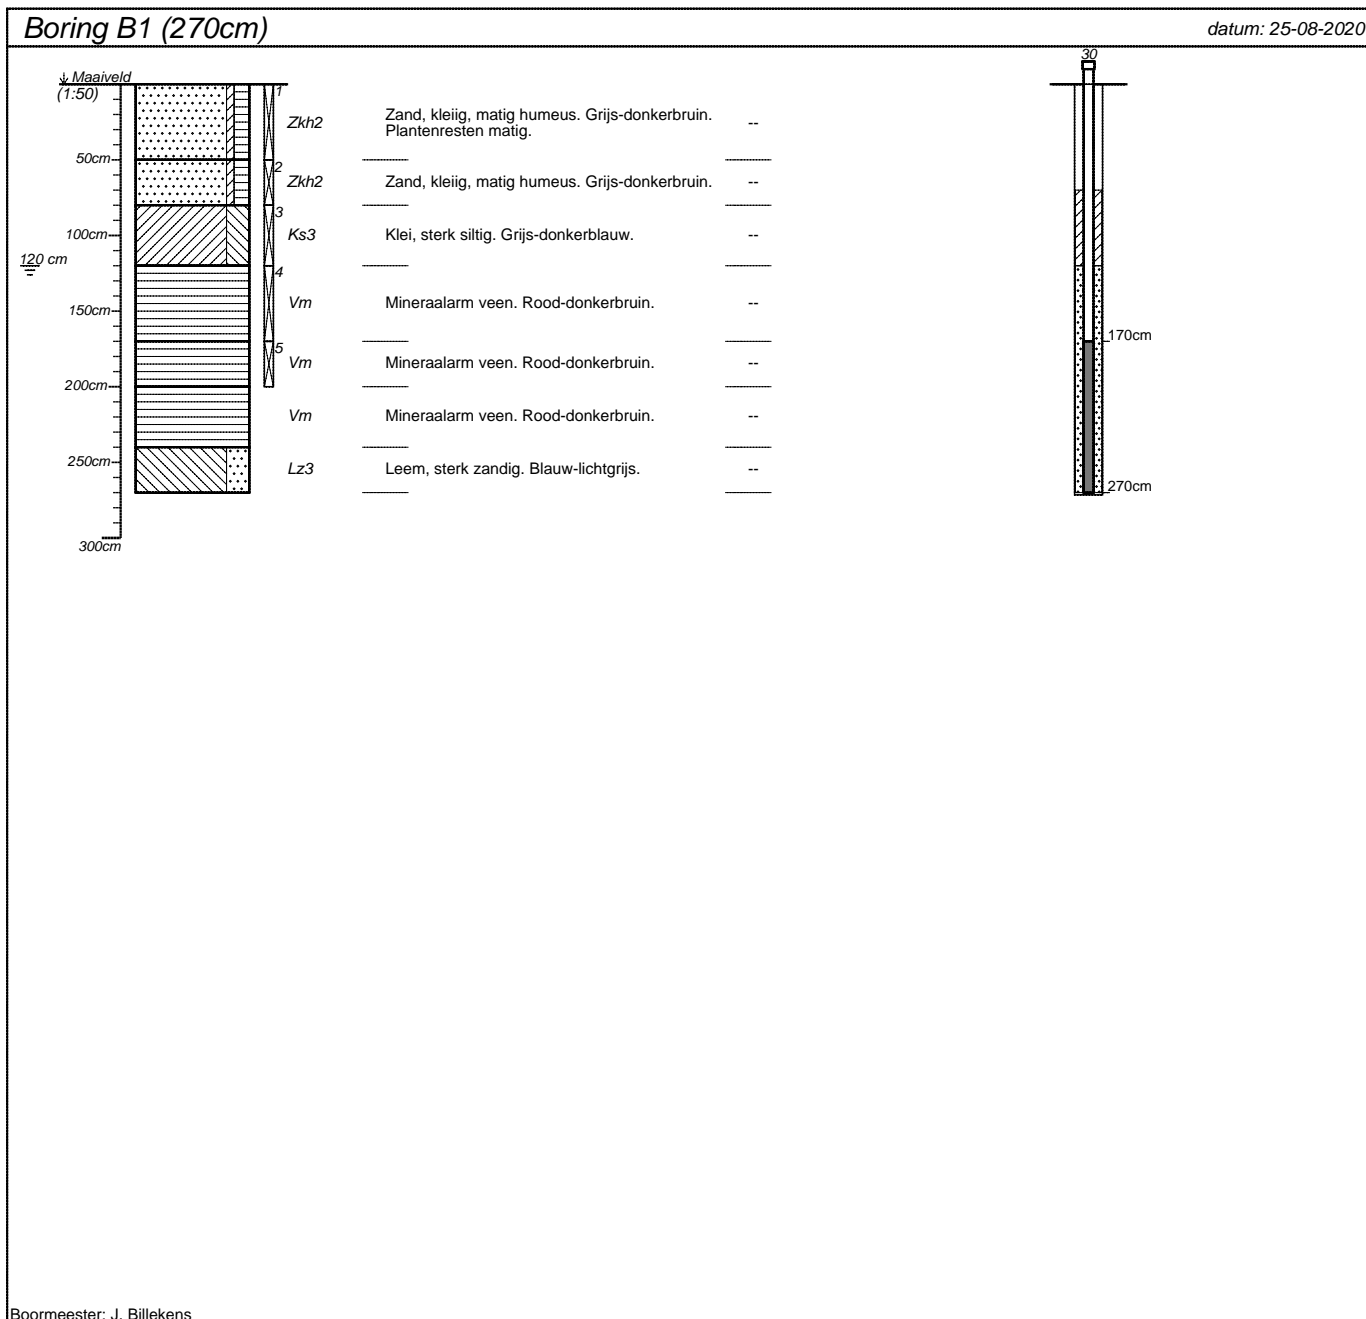 Boring B1 (270cm)
datum: 25-08-2020
Maaiveld
(1:50)
30
1
Zkh2
Zand, kleiig, matig humeus. Grijs-donkerbruin.
Plantenresten matig.
--
50cm
2
Zkh2
Zand, kleiig, matig humeus. Grijs-donkerbruin.
--
3
100cm
Ks3
Klei, sterk siltig. Grijs-donkerblauw.
--
120 cm
4
150cm
Vm
Mineraalarm veen. Rood-donkerbruin.
--
170cm
5
Vm
Mineraalarm veen. Rood-donkerbruin.
--
200cm
Vm
Mineraalarm veen. Rood-donkerbruin.
--
250cm
Lz3
Leem, sterk zandig. Blauw-lichtgrijs.
--
270cm
300cm
Boormeester: J. Billekens